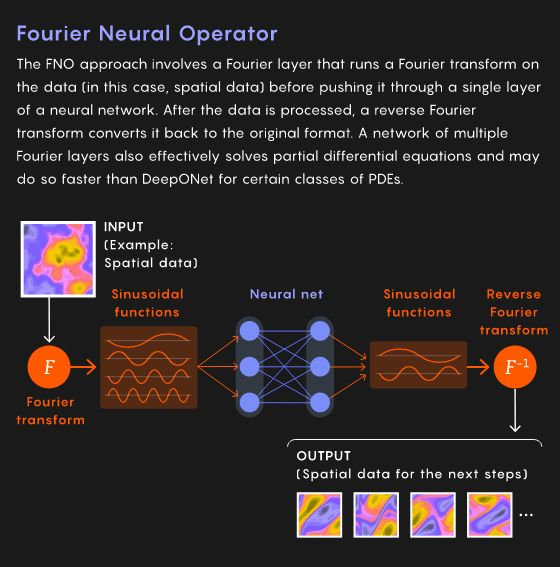 Fourier Neural Operator
The FNO approach involves a Fourier layer that runs a Fourier transform on
the data (in this case, spatial data) before pushing it through a single layer
of a neural network. After the data is processed, a reverse Fourier
transform converts it back to the original format. A network of multiple
Fourier layers also effectively solves partial differential equations and may
do so faster than DeepONet for certain classes of PDEs.
INPUT
(Example:
Spatial data)
Sinusoidal
functions
Neural net
Sinusoidal
functions
Reverse
Fourier
transform
F
F⁻¹
Fourier
transform
OUTPUT
(Spatial data for the next steps)
...